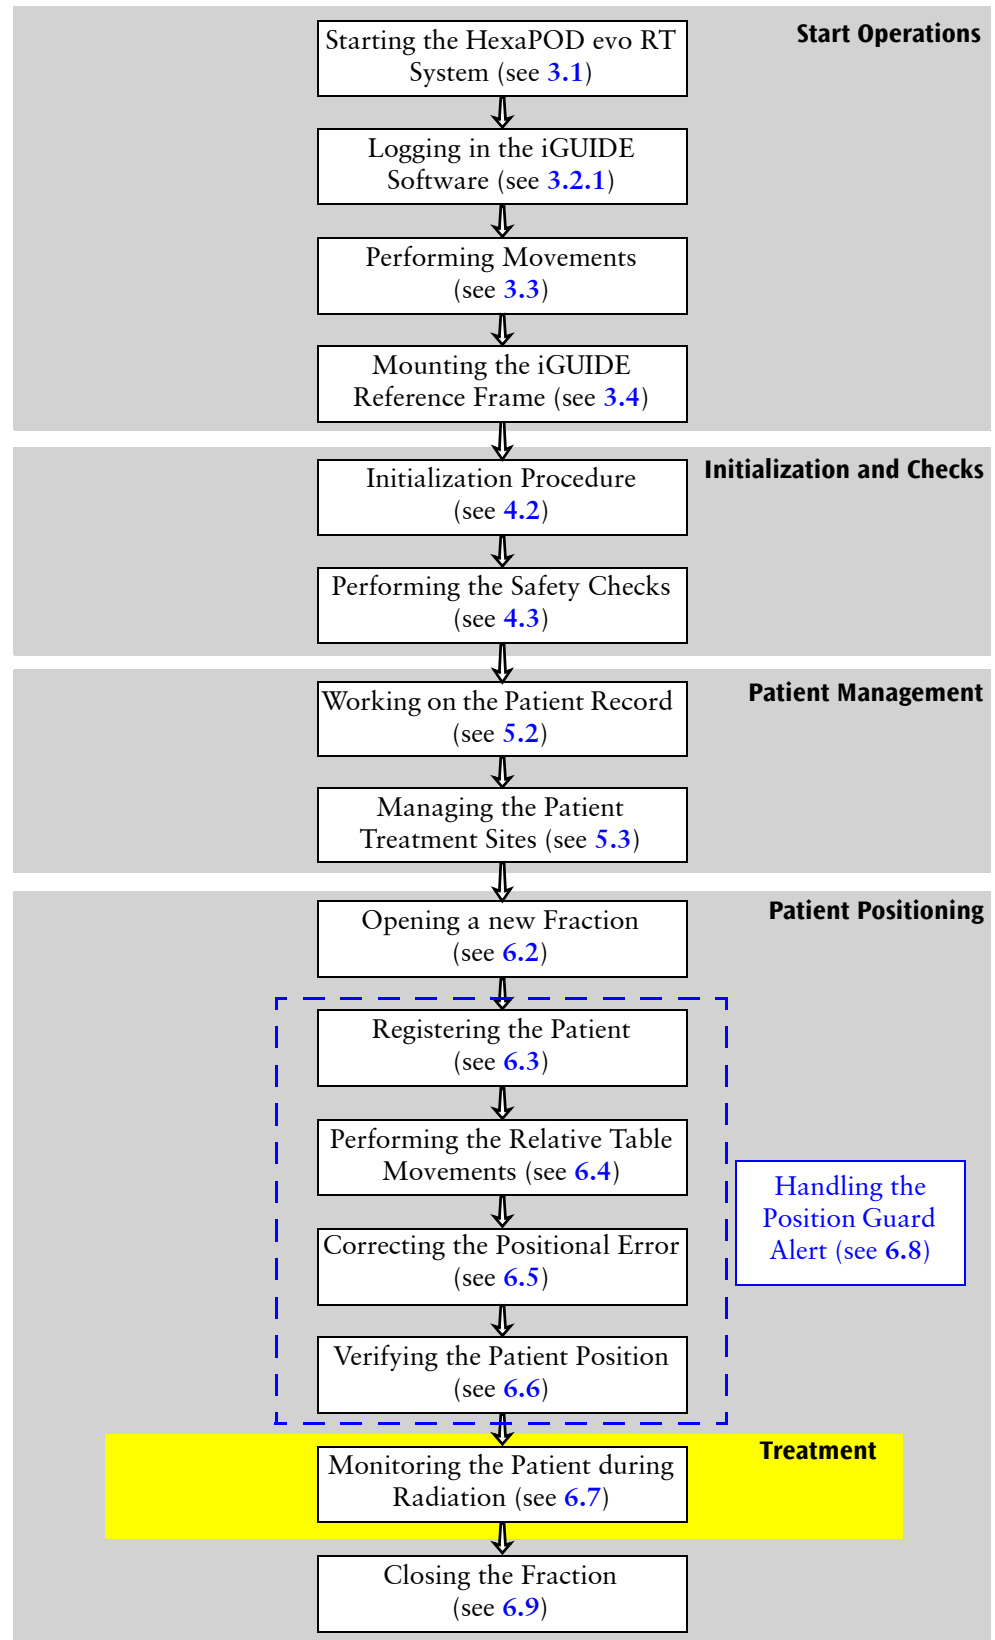 Start Operations
Starting the HexaPOD evo RT
System (see 3.1)
Logging in the iGUIDE
Software (see 3.2.1)
Performing Movements
(see 3.3)
Mounting the iGUIDE
Reference Frame (see 3.4)
Initialization and Checks
Initialization Procedure
(see 4.2)
Performing the Safety Checks
(see 4.3)
Patient Management
Working on the Patient Record
(see 5.2)
Managing the Patient
Treatment Sites (see 5.3)
Patient Positioning
Opening a new Fraction
(see 6.2)
Registering the Patient
(see 6.3)
Performing the Relative Table
Movements (see 6.4)
Handling the
Position Guard
Alert (see 6.8)
Correcting the Positional Error
(see 6.5)
Verifying the Patient Position
(see 6.6)
Treatment
Monitoring the Patient during
Radiation (see 6.7)
Closing the Fraction
(see 6.9)